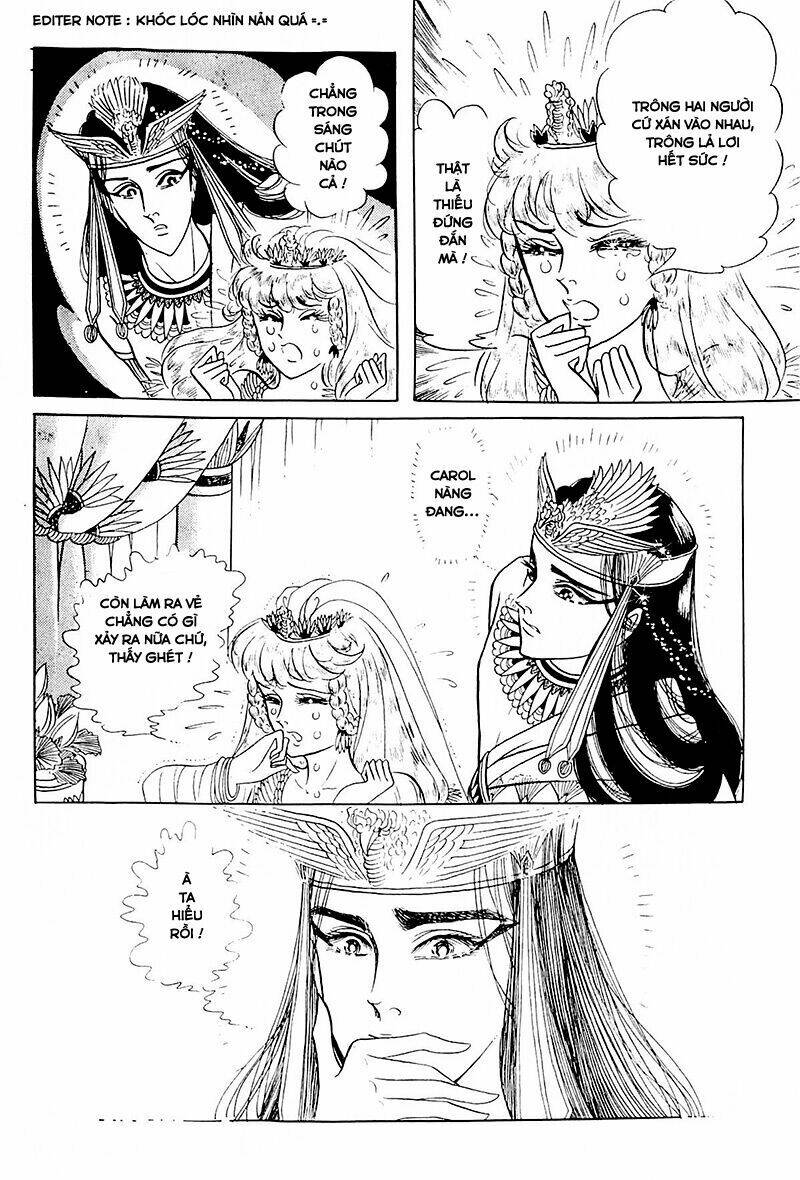 EDITER NOTE : KHÓC LÓC NHÌN NẢN QUÁ =.=
TRÔNG HAI NGƯỜI
CỨ XÁN VÀO NHAU,
TRÔNG LẢ LƠI
HẾT SỨC !
THẬT
LÀ
THIẾU
ĐỨNG
ĐẮN
MÀ !
CHẲNG
TRONG
SÁNG
CHÚT
NÀO
CẢ !
CAROL
NÀNG
ĐANG...
CÒN LÀM RA VẺ
CHẲNG CÓ GÌ
XẢY RA NỮA CHỨ,
THẤY GHÉT !
À
TA
HIỂU
RỒI !